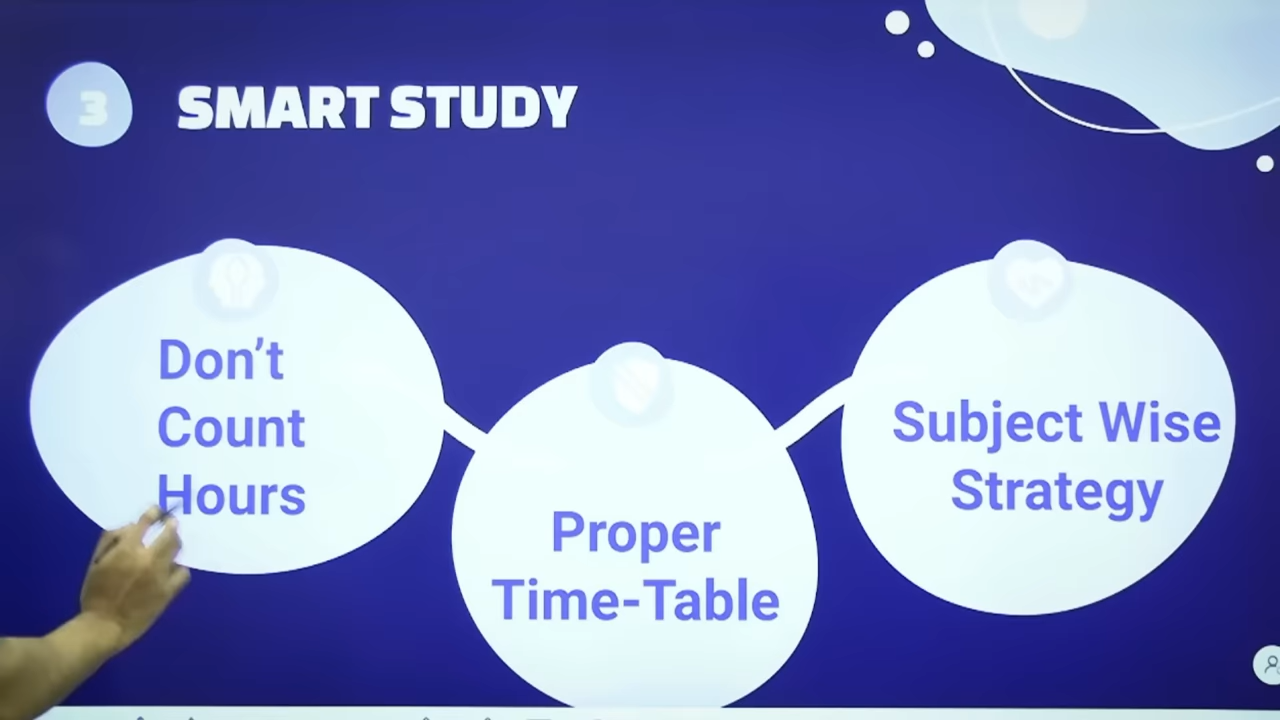 3
SMART STUDY
Don't
Count
Hours
Proper
Time-Table
Subject Wise
Strategy